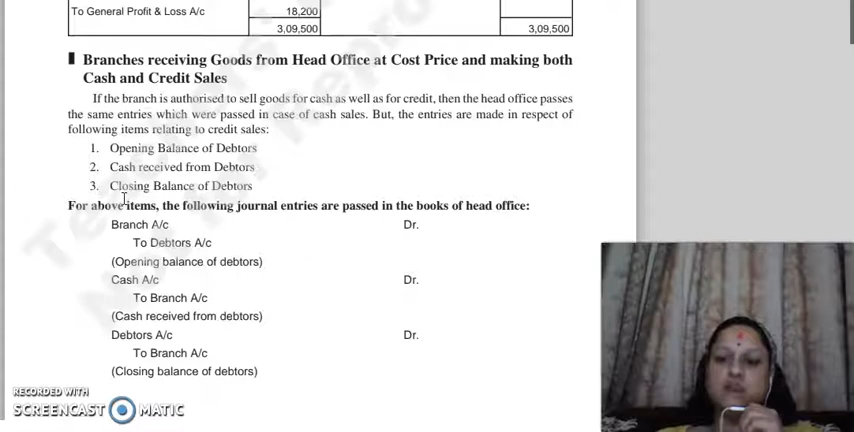 To General Profit & Loss A/c 18,200
3,09,500 3,09,500
Branches receiving Goods from Head Office at Cost Price and making both
Cash and Credit Sales
If the branch is authorised to sell goods for cash as well as for credit, then the head office passes
the same entries which were passed in case of cash sales. But, the entries are made in respect of
following items relating to credit sales:
1. Opening Balance of Debtors
2. Cash received from Debtors
3. Closing Balance of Debtors
For above items, the following journal entries are passed in the books of head office:
Branch A/c Dr.
To Debtors A/c
(Opening balance of debtors)
Cash A/c Dr.
To Branch A/c
(Cash received from debtors)
Debtors A/c Dr.
To Branch A/c
(Closing balance of debtors)
RECORDED WITH
SCREENCAST MATIC